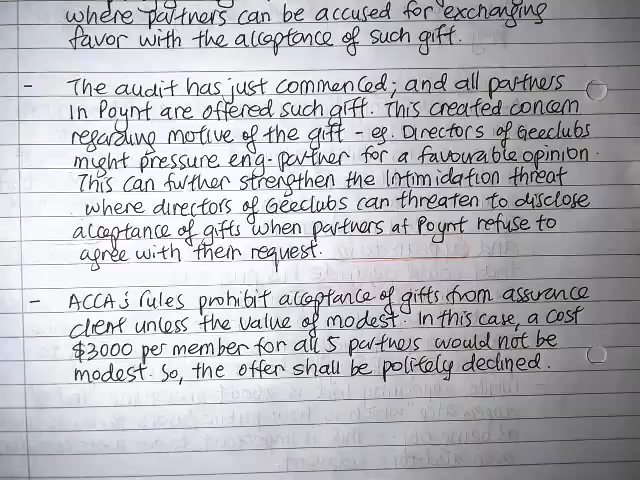 where partners can be accused for exchanging
favor with the acceptance of such gift.
- The audit has just commenced; and all partners
in Poynt are offered such gift. This created concern
regarding motive of the gift - eg. Directors of Geeclubs
might pressure eng. partner for a favourable opinion.
This can further strengthen the Intimidation threat
where directors of Geeclubs can threaten to disclose
acceptance of gifts when partners at Poynt refuse to
agree with their request.
- ACCA's rules prohibit acceptance of gifts from assurance
client unless the value of modest. In this case, a cost
$3000 per member for all 5 partners would not be
modest. So, the offer shall be politely declined.